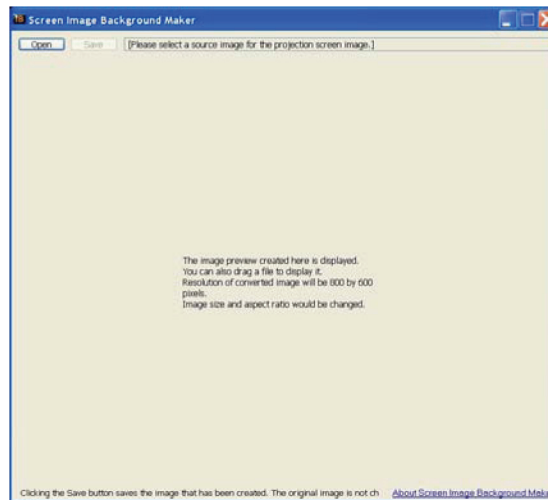 Screen Image Background Maker
Open Save [Please select a source image for the projection screen image.]
The image preview created here is displayed.
You can also drag a file to display it.
Resolution of converted image will be 800 by 600
pixels.
Image size and aspect ratio would be changed.
Clicking the Save button saves the image that has been created. The original image is not ch About Screen Image Background Make